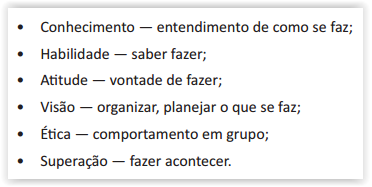 • Conhecimento — entendimento de como se faz;
• Habilidade — saber fazer;
• Atitude — vontade de fazer;
• Visão — organizar, planejar o que se faz;
• Ética — comportamento em grupo;
• Superação — fazer acontecer.